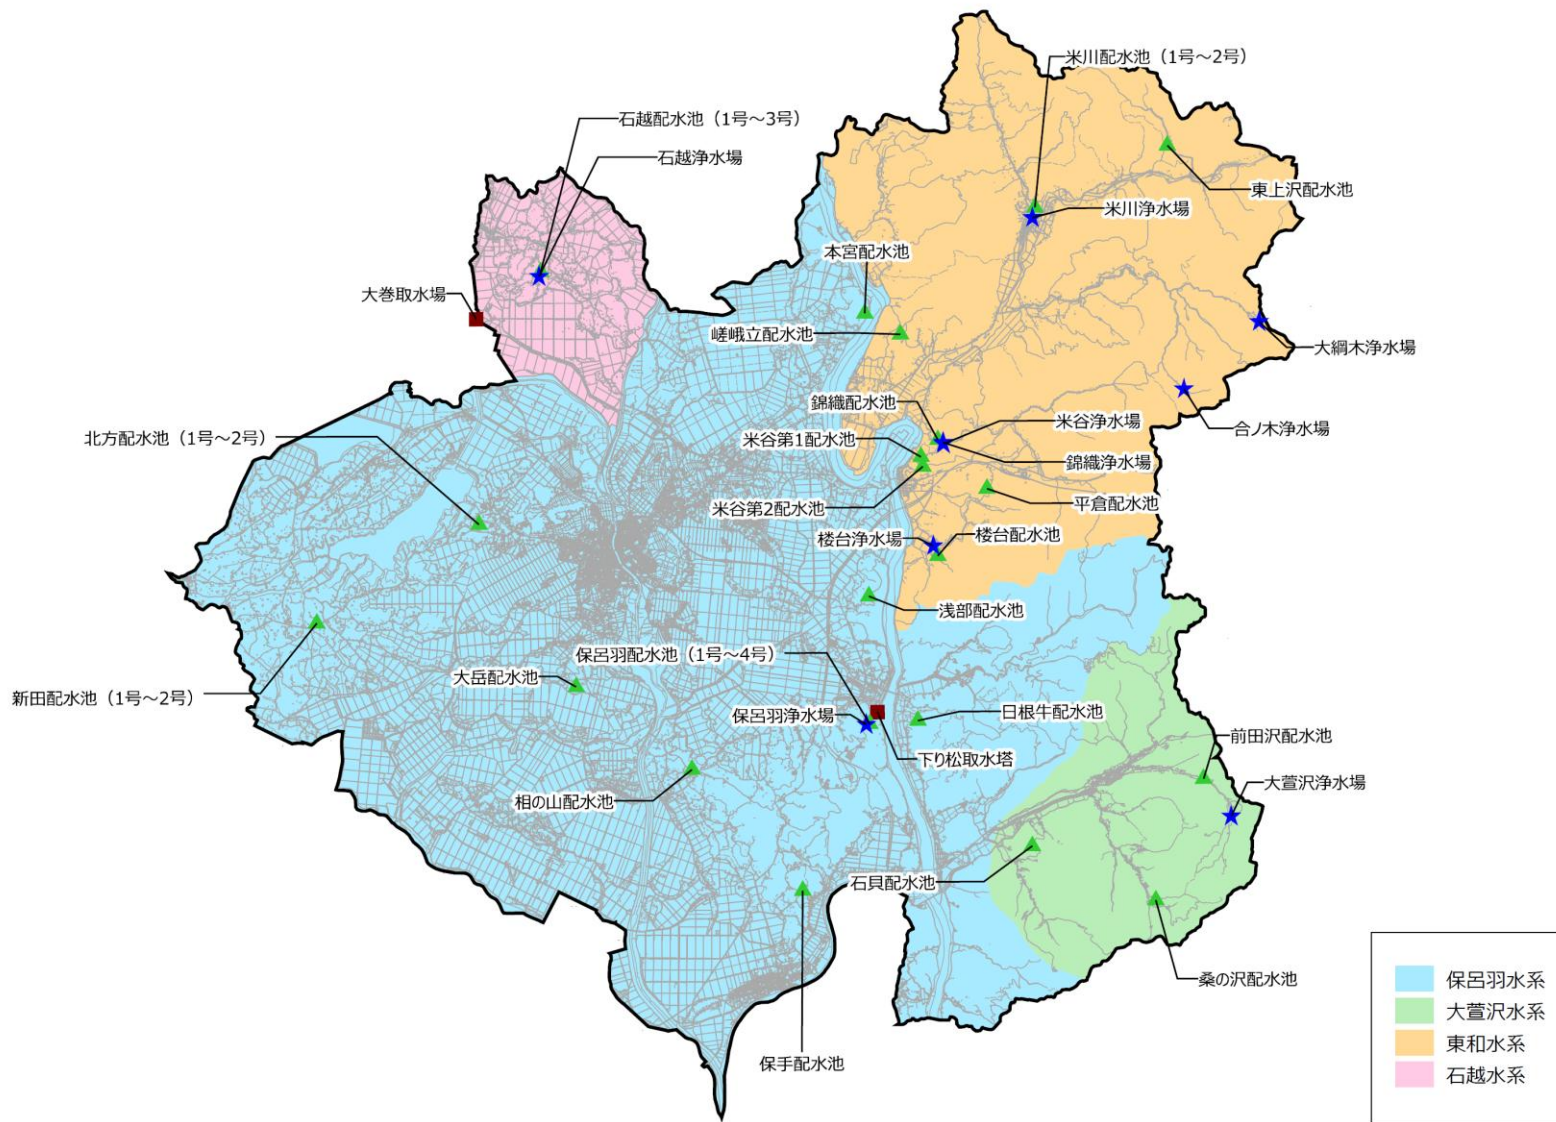 米川配水池（1号～2号）
石越配水池（1号～3号）
石越浄水場
東上沢配水池
米川浄水場
本宮配水池
大巻取水場
嵯峨立配水池
大綱木浄水場
錦織配水池
米谷浄水場
合ノ木浄水場
北方配水池（1号～2号）
米谷第1配水池
錦織浄水場
米谷第2配水池
平倉配水池
楼台浄水場
楼台配水池
浅部配水池
保呂羽配水池（1号～4号）
大岳配水池
新田配水池（1号～2号）
保呂羽浄水場
日根牛配水池
前田沢配水池
下り松取水塔
大萱沢浄水場
相の山配水池
石貝配水池
桑の沢配水池
保手配水池
保呂羽水系
大萱沢水系
東和水系
石越水系